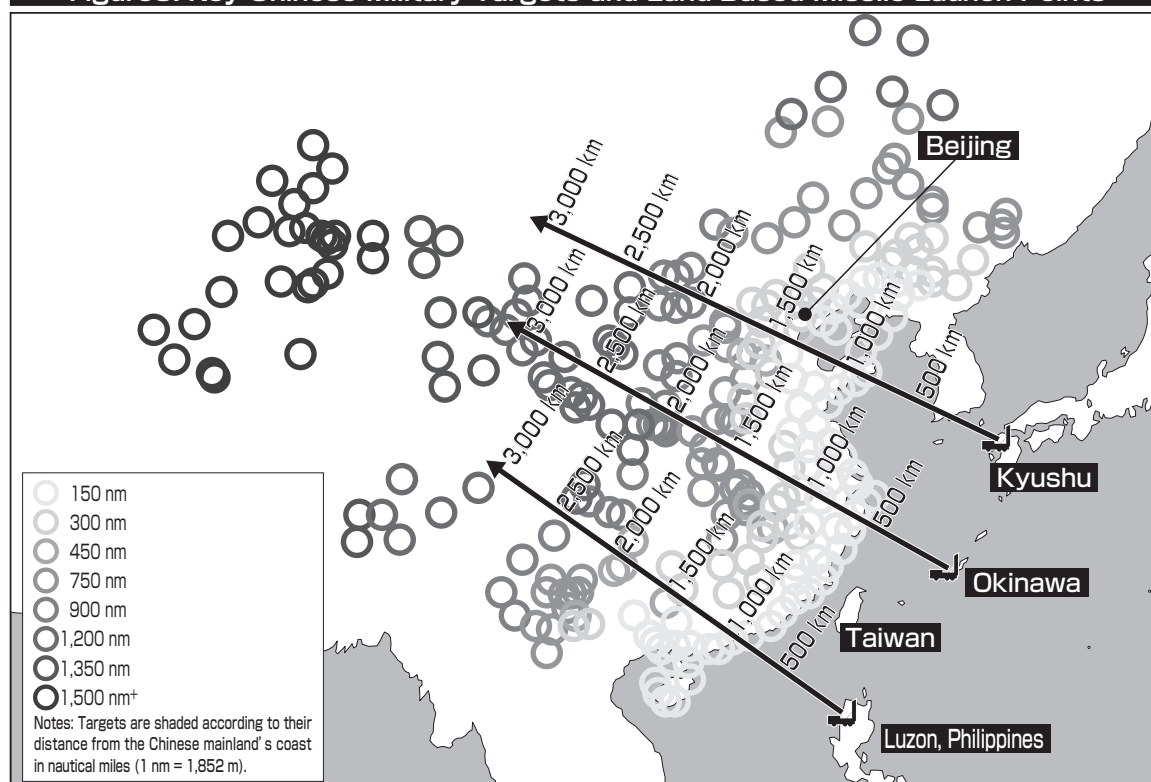 Figure3. Key Chinese Military Targets and Land-Based Missile Launch Points
Beijing
3,000 km
2,500 km
2,000 km
1,500 km
1,000 km
500 km
Kyushu
3,000 km
2,500 km
2,000 km
1,500 km
1,000 km
500 km
Okinawa
3,000 km
2,500 km
2,000 km
1,500 km
1,000 km
500 km
Taiwan
Luzon, Philippines
150 nm
300 nm
450 nm
750 nm
900 nm
1,200 nm
1,350 nm
1,500 nm⁺
Notes: Targets are shaded according to their
distance from the Chinese mainland's coast
in nautical miles (1 nm = 1,852 m).